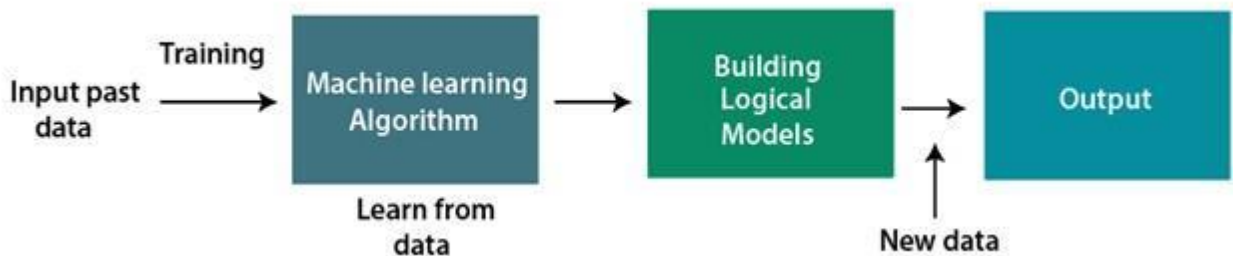 Input past
data
Training
Machine learning
Algorithm
Learn from
data
Building
Logical
Models
New data
Output